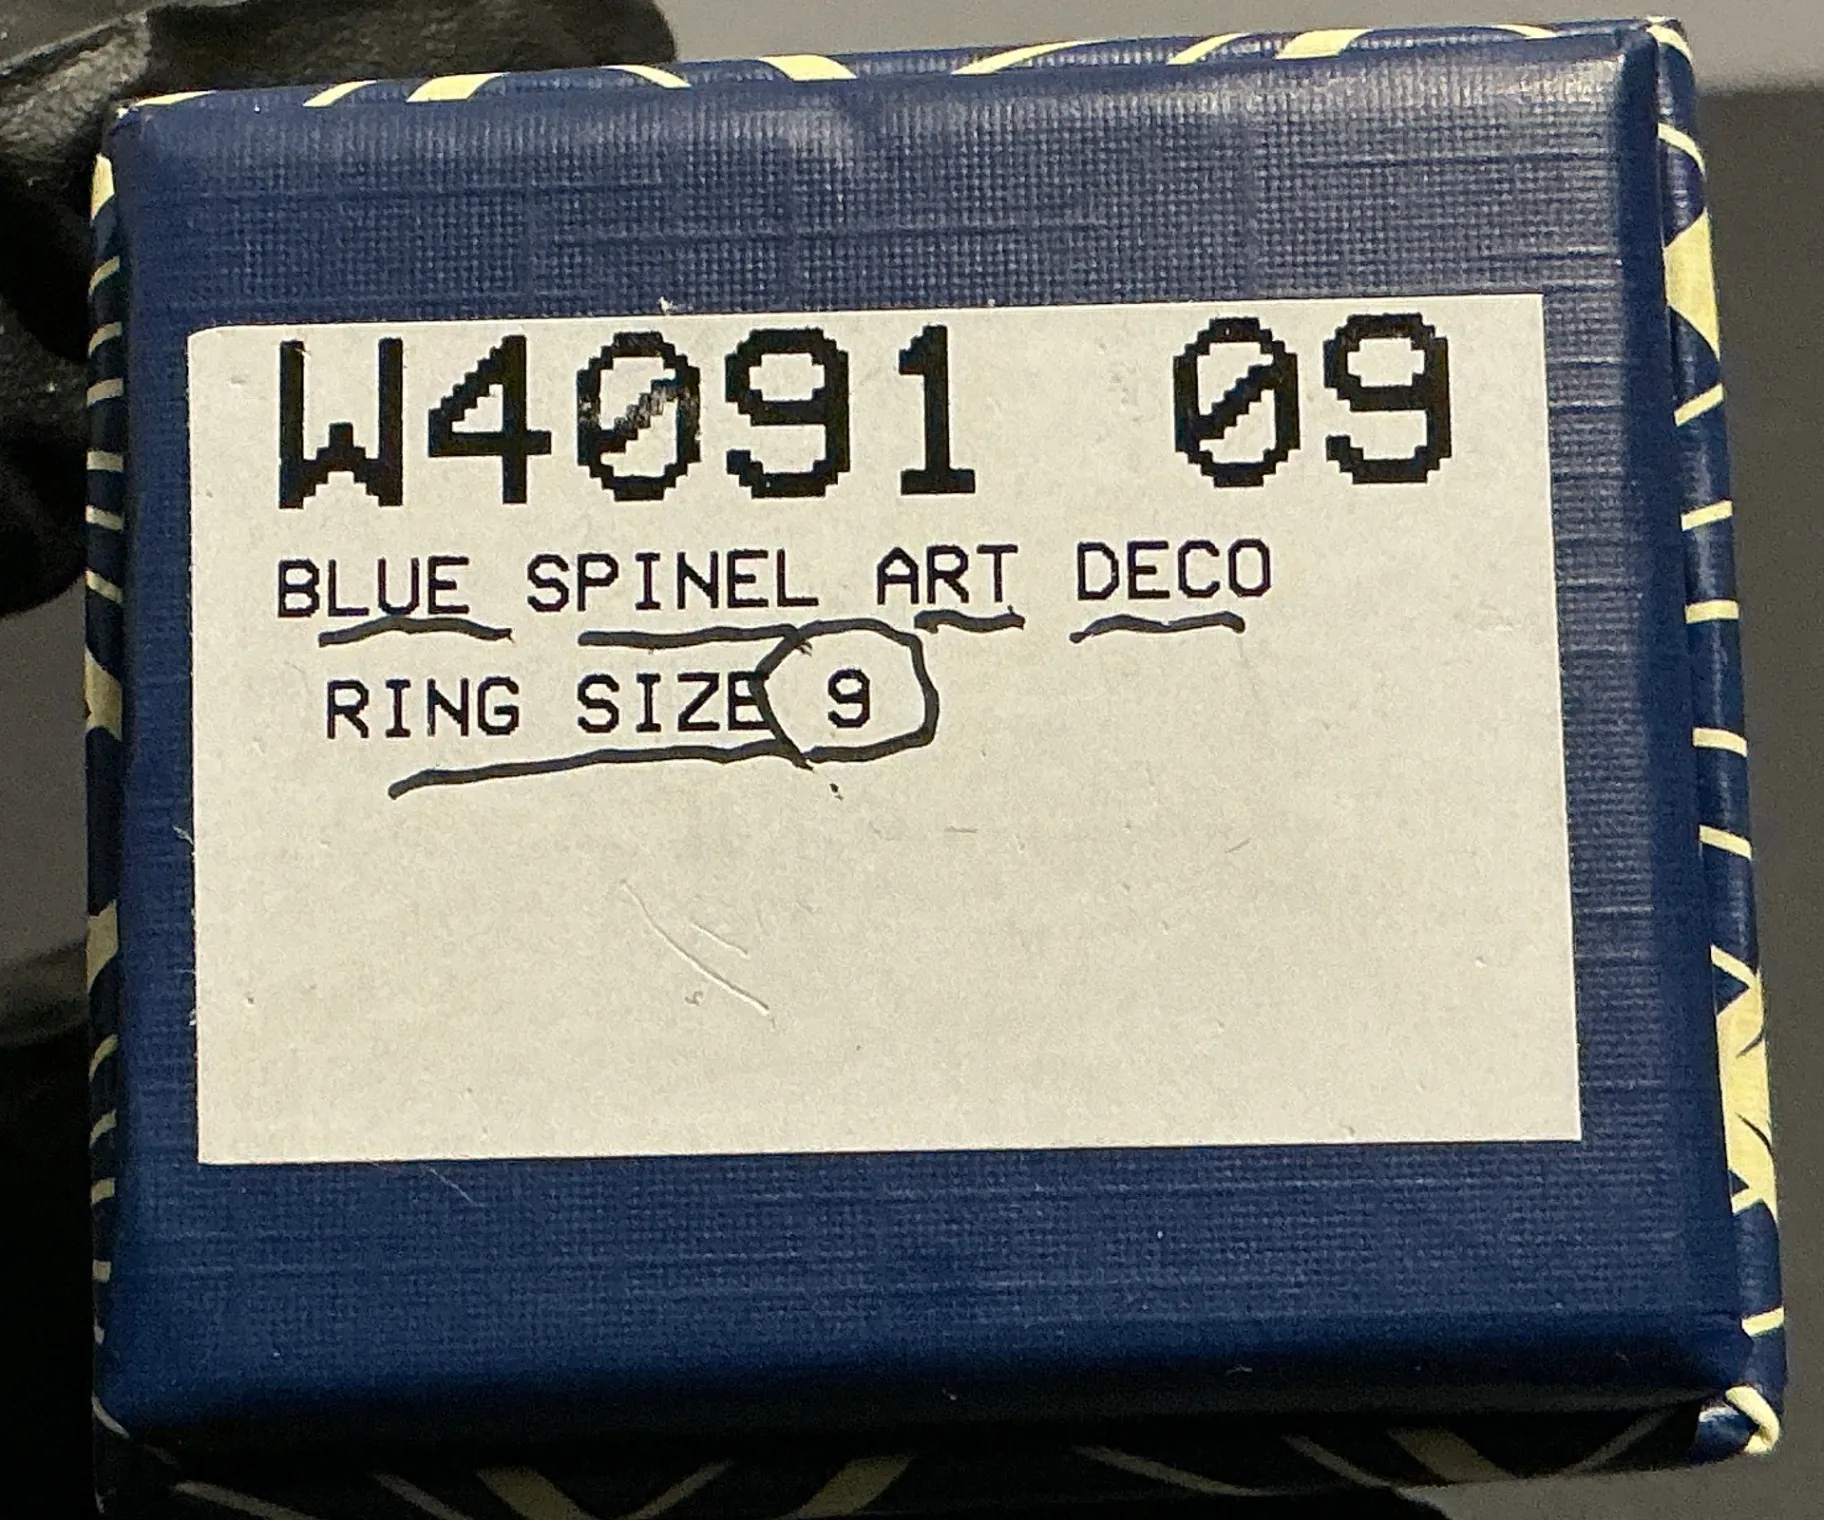 W4091 09
BLUE SPINEL ART DECO
RING SIZE 9